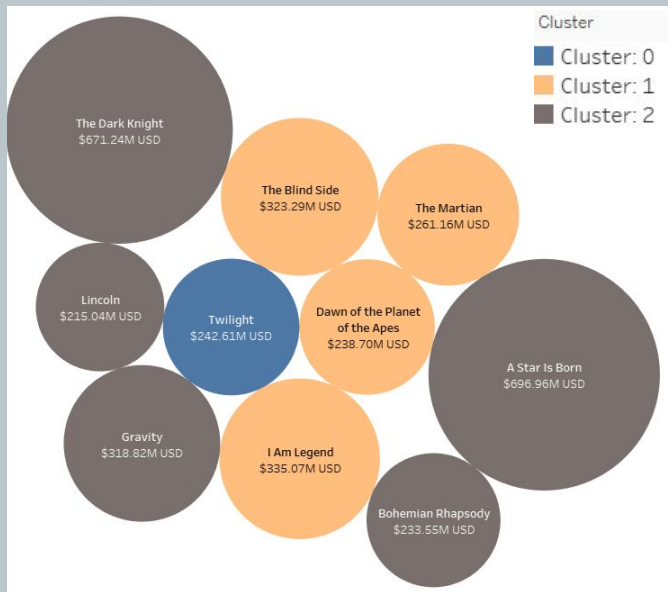 Cluster
Cluster: 0
Cluster: 1
Cluster: 2
The Dark Knight
$671.24M USD
The Blind Side
$323.29M USD
The Martian
$261.16M USD
Lincoln
$215.04M USD
Twilight
$242.61M USD
Dawn of the Planet
of the Apes
$238.70M USD
A Star Is Born
$696.96M USD
Gravity
$318.82M USD
I Am Legend
$335.07M USD
Bohemian Rhapsody
$233.55M USD